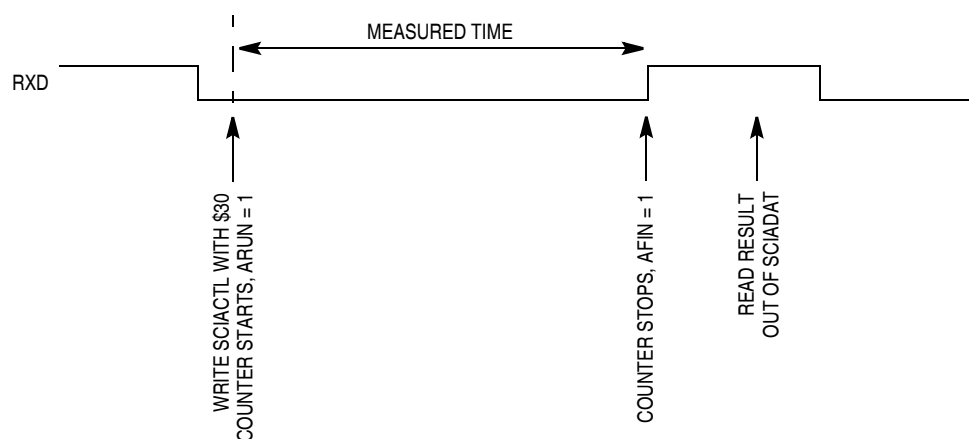 MEASURED TIME
RXD
WRITE SCIACTL WITH $30
COUNTER STARTS, ARUN = 1
COUNTER STOPS, AFIN = 1
READ RESULT
OUT OF SCIADAT